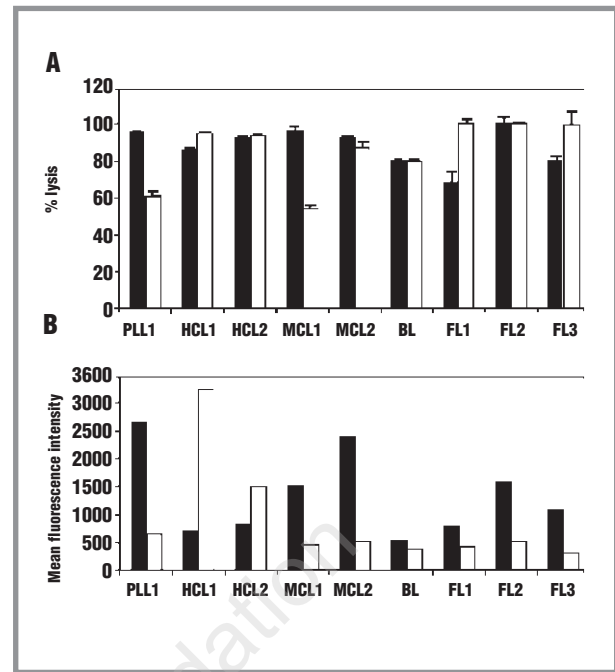 A
% lysis
120
100
80
60
40
20
0
PLL1 HCL1 HCL2 MCL1 MCL2 BL FL1 FL2 FL3
B
Mean fluorescence intensity
3600
3000
2500
2000
1500
1000
500
0
PLL1 HCL1 HCL2 MCL1 MCL2 BL FL1 FL2 FL3
dation